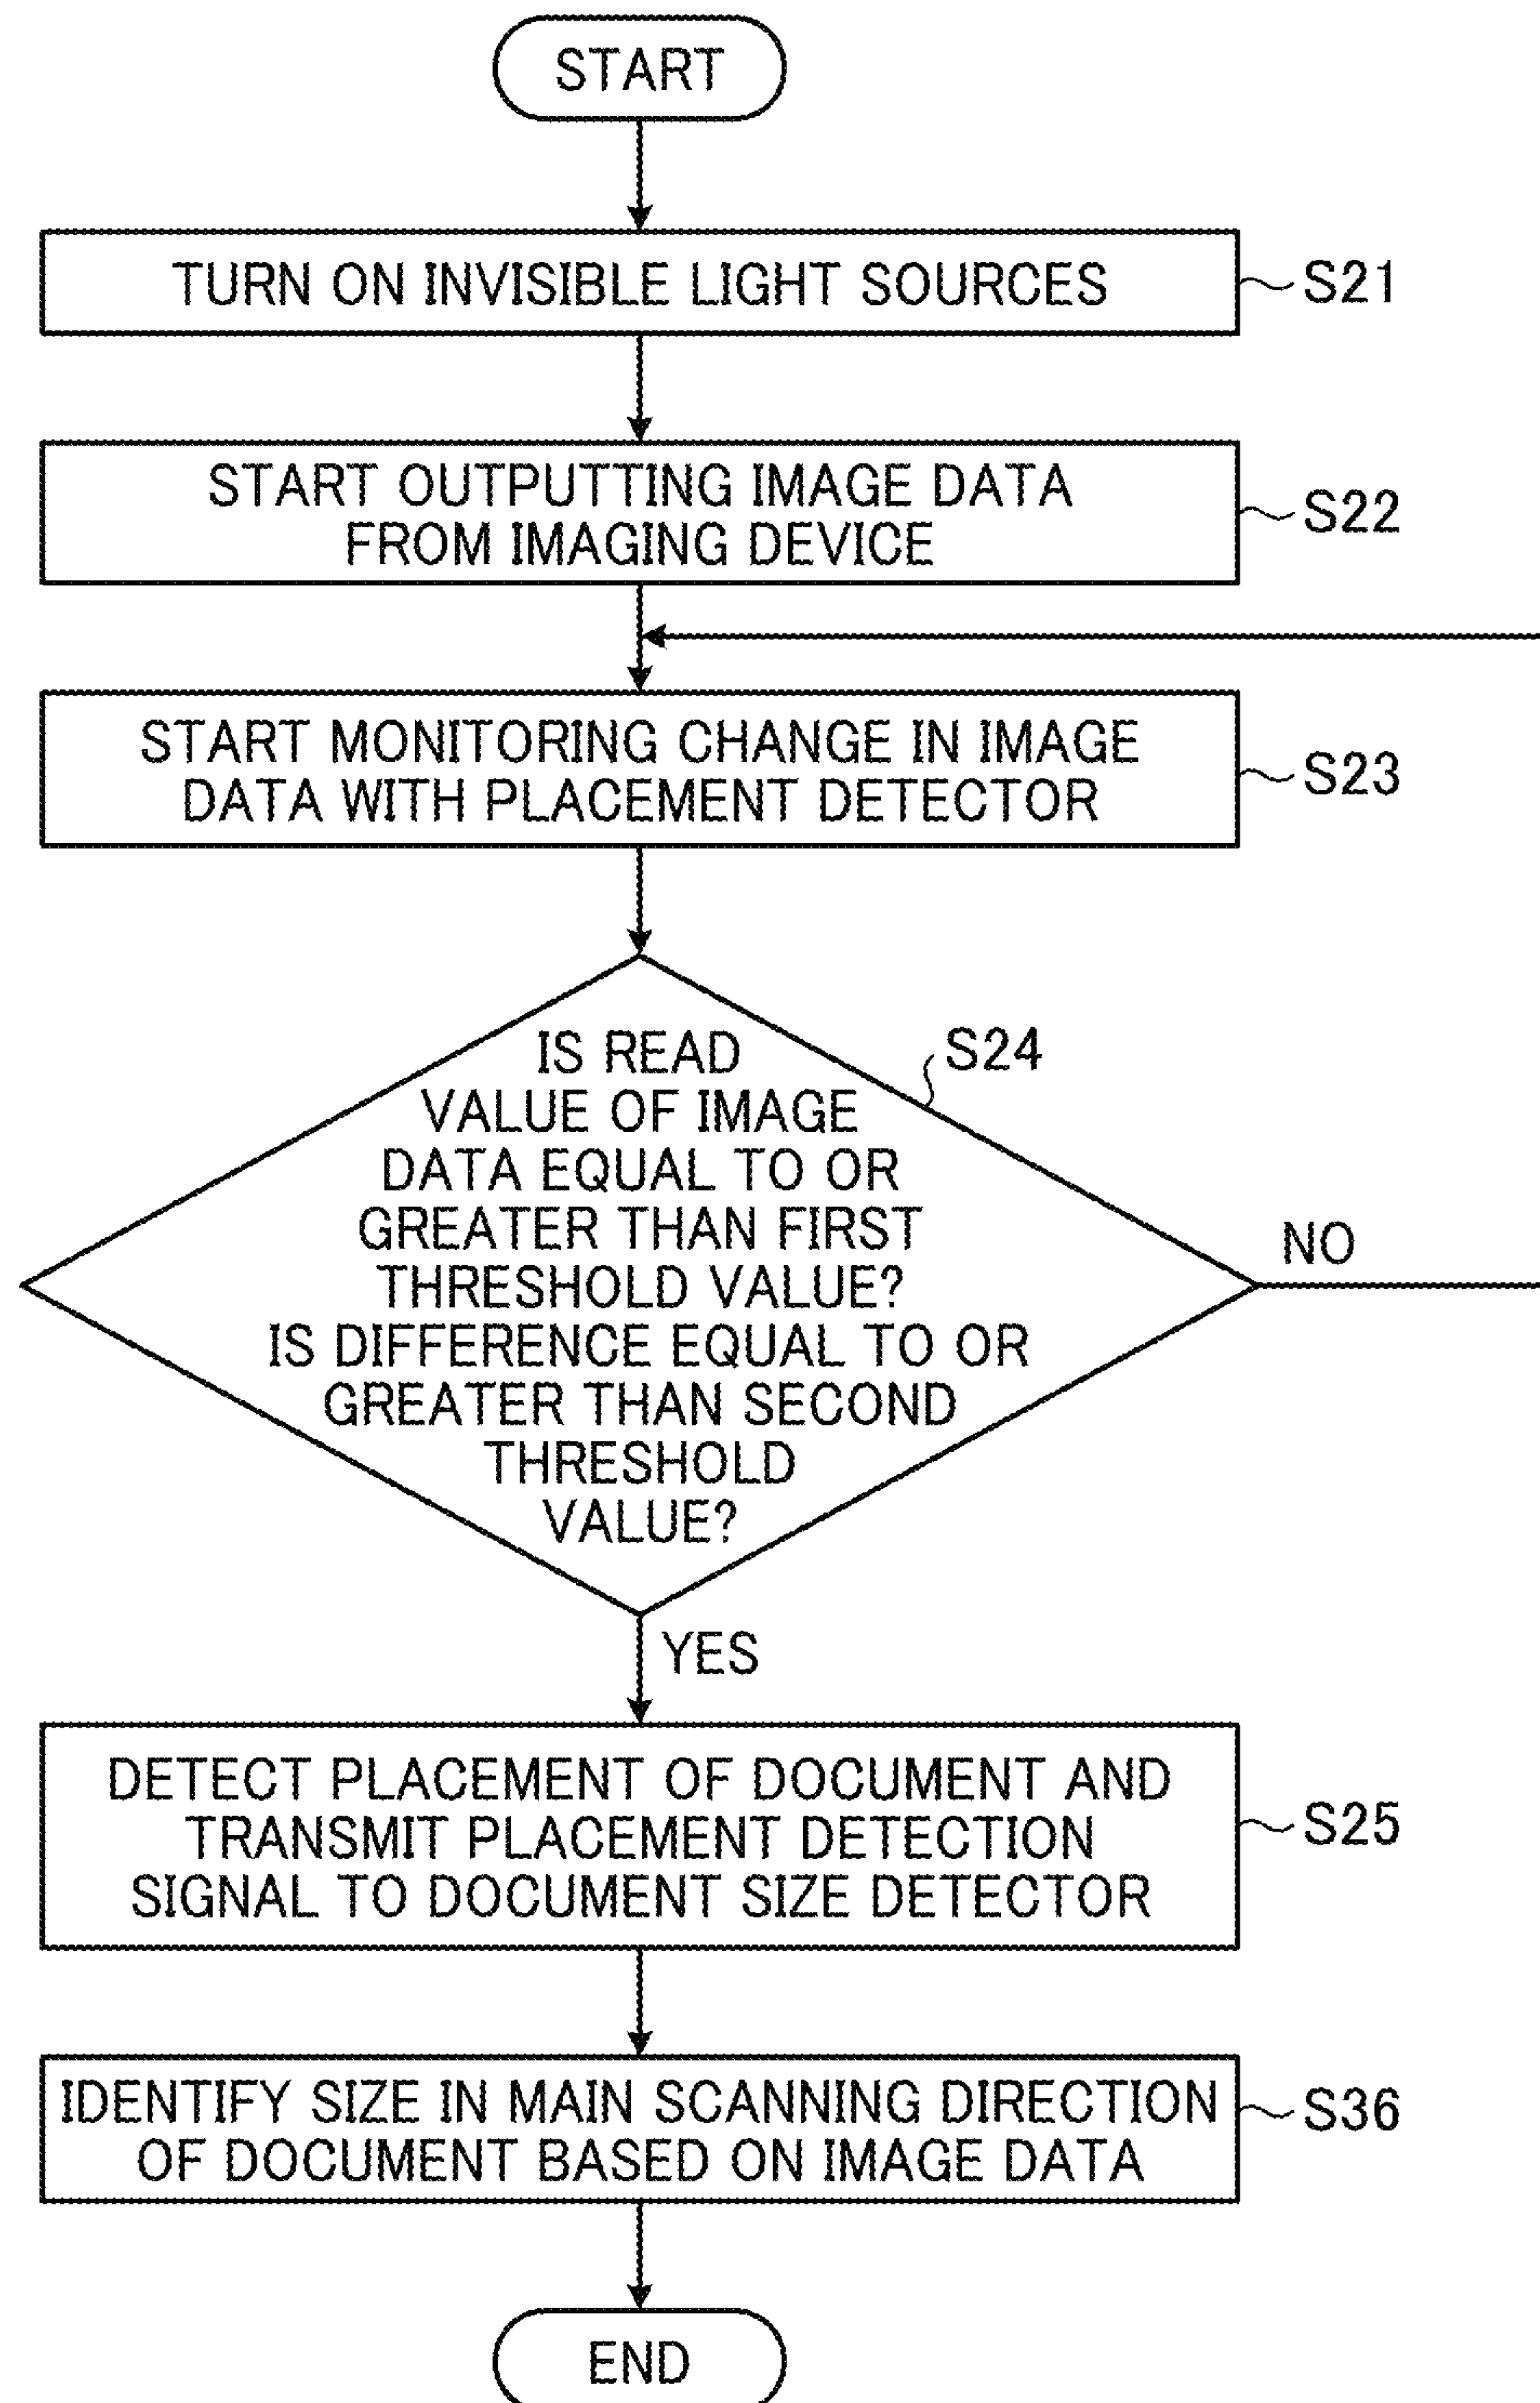 START
TURN ON INVISIBLE LIGHT SOURCES
S21
START OUTPUTTING IMAGE DATA
FROM IMAGING DEVICE
S22
START MONITORING CHANGE IN IMAGE
DATA WITH PLACEMENT DETECTOR
S23
IS READ
VALUE OF IMAGE
DATA EQUAL TO OR
GREATER THAN FIRST
THRESHOLD VALUE?
IS DIFFERENCE EQUAL TO OR
GREATER THAN SECOND
THRESHOLD
VALUE?
S24
NO
YES
DETECT PLACEMENT OF DOCUMENT AND
TRANSMIT PLACEMENT DETECTION
SIGNAL TO DOCUMENT SIZE DETECTOR
S25
IDENTIFY SIZE IN MAIN SCANNING DIRECTION
OF DOCUMENT BASED ON IMAGE DATA
S36
END